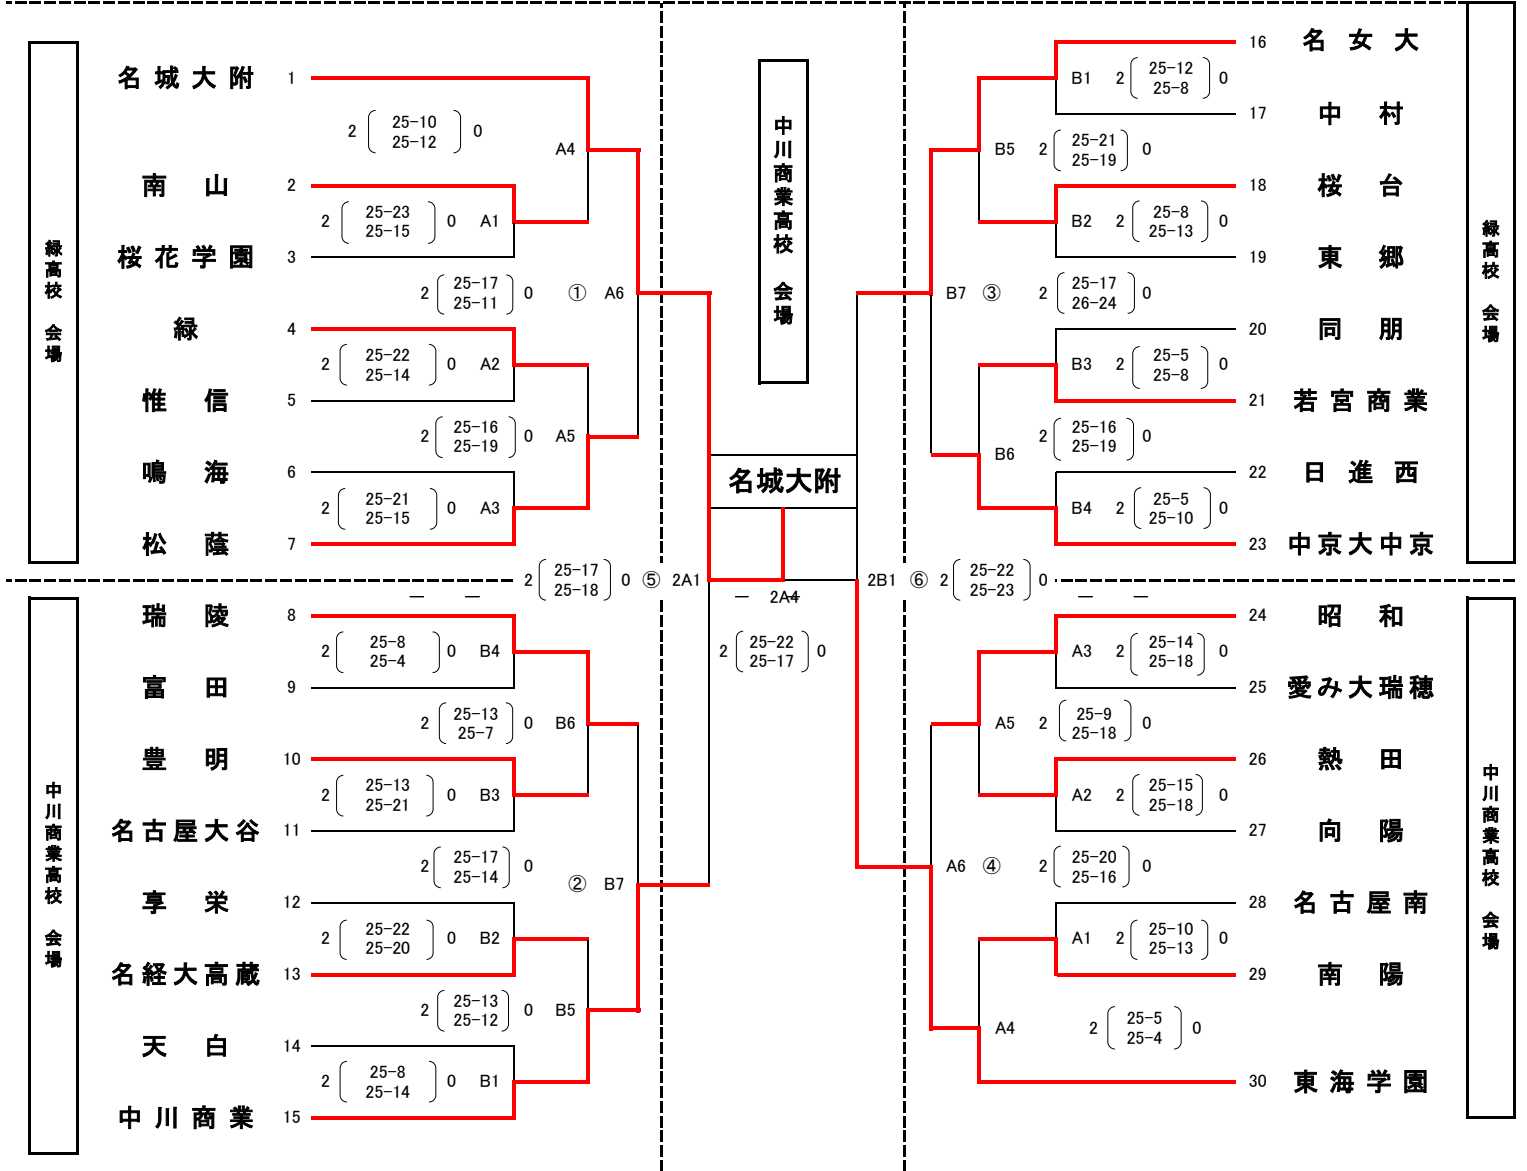 緑高校 会場
名城大附 1
2 25-10 0
25-12
A4
南山 2
2 25-23 0 A1
25-15
桜花学園 3
2 25-17 0 ① A6
25-11
緑 4
2 25-22 0 A2
25-14
惟信 5
2 25-16 0 A5
25-19
鳴海 6
2 25-21 0 A3
25-15
松蔭 7
中川商業高校 会場
瑞陵 8
2 25-8 0 B4
25-4
富田 9
2 25-13 0 B6
25-7
豊明 10
2 25-13 0 B3
25-21
名古屋大谷 11
2 25-17 0 ② B7
25-14
享栄 12
2 25-22 0 B2
25-20
名経大高蔵 13
2 25-13 0 B5
25-12
天白 14
2 25-8 0 B1
25-14
中川商業 15
中川商業高校 会場
名城大附
2 25-17 0 ⑤ 2A1
25-18
— —
— 2A4 —
2 25-22 0
25-17
2B1 ⑥ 2 25-22 0
25-23
— —
緑高校 会場
16 名女大
B1 2 25-12 0
25-8
17 中村
B5 2 25-21 0
25-19
18 桜台
B2 2 25-8 0
25-13
19 東郷
B7 ③ 2 25-17 0
26-24
20 同朋
B3 2 25-5 0
25-8
21 若宮商業
B6 2 25-16 0
25-19
22 日進西
B4 2 25-5 0
25-10
23 中京大中京
中川商業高校 会場
24 昭和
A3 2 25-14 0
25-18
25 愛み大瑞穂
A5 2 25-9 0
25-18
26 熱田
A2 2 25-15 0
25-18
27 向陽
A6 ④ 2 25-20 0
25-16
28 名古屋南
A1 2 25-10 0
25-13
29 南陽
A4 2 25-5 0
25-4
30 東海学園